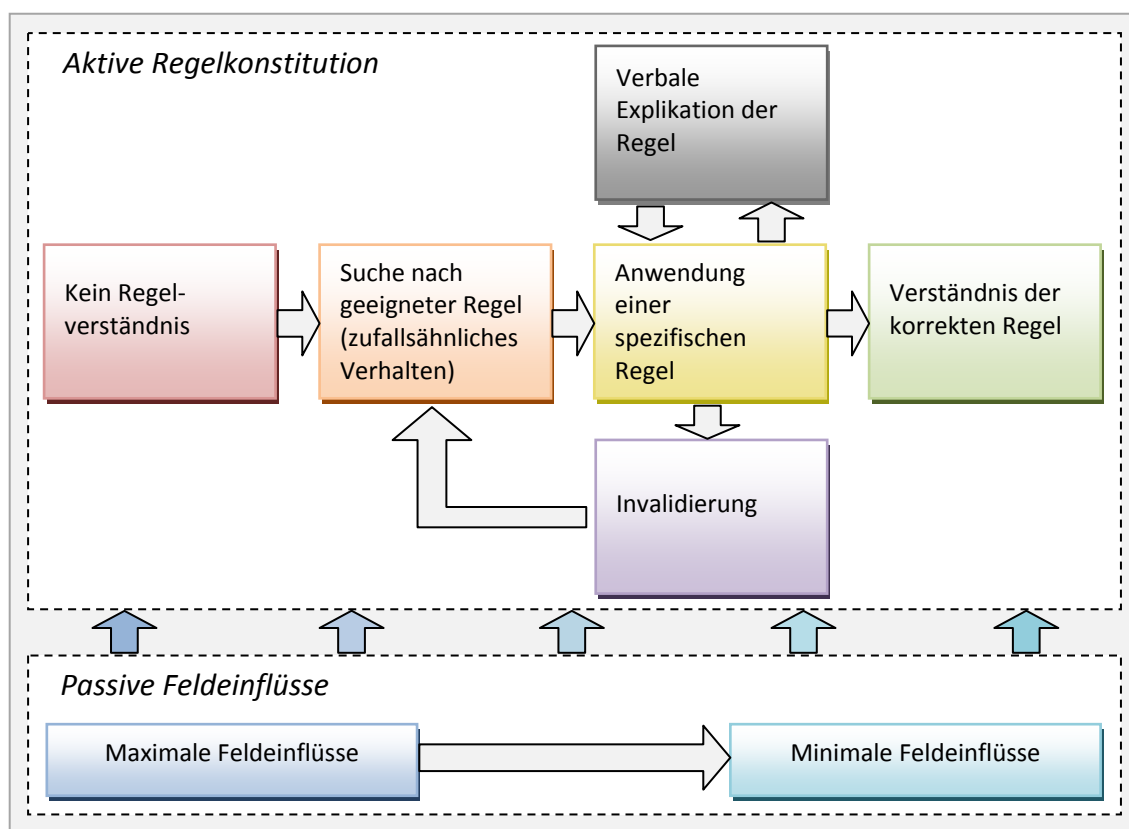 Aktive Regelkonstitution
Verbale
Explikation der
Regel
Kein Regel-
verständnis
Suche nach
geeigneter Regel
(zufallsähnliches
Verhalten)
Anwendung
einer
spezifischen
Regel
Verständnis der
korrekten Regel
Invalidierung
Passive Feldeinflüsse
Maximale Feldeinflüsse
Minimale Feldeinflüsse